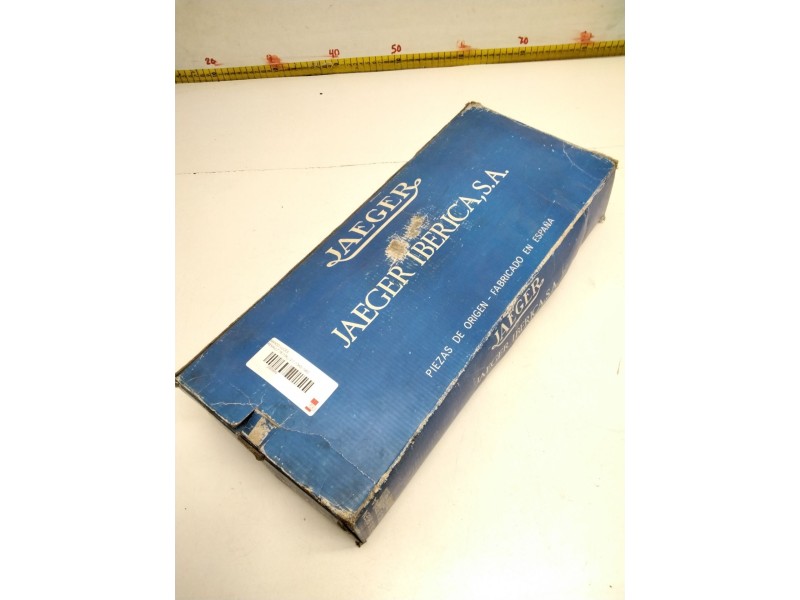 20
40
50
70
JAEGER
JAEGER IBERICA, S.A.
PIEZAS DE ORIGEN - FABRICADO EN ESPAÑA
JAEGER
JAEGER IBERICA, S.A.